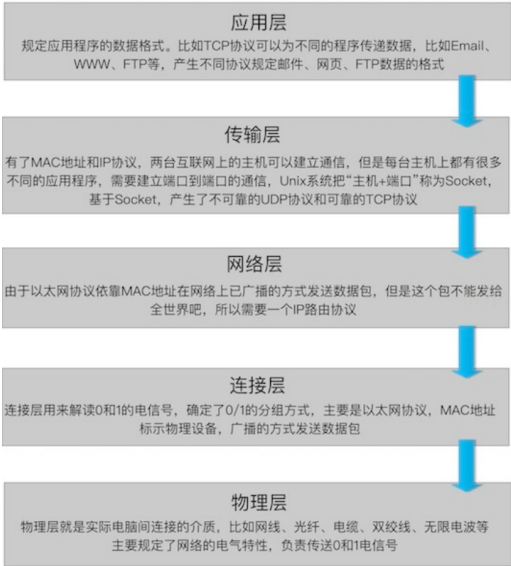 应用层
规定应用程序的数据格式。比如TCP协议可以为不同的程序传递数据，比如Email、
WWW、FTP等，产生不同协议规定邮件、网页、FTP数据的格式
传输层
有了MAC地址和IP协议，两台互联网上的主机可以建立通信，但是每台主机上都有很多
不同的应用程序，需要建立端口到端口的通信，Unix系统把“主机+端口”称为Socket，
基于Socket，产生了不可靠的UDP协议和可靠的TCP协议
网络层
由于以太网协议依靠MAC地址在网络上已广播的方式发送数据包，但是这个包不能发给
全世界吧，所以需要一个IP路由协议
连接层
连接层用来解读0和1的电信号，确定了0/1的分组方式，主要是以太网协议，MAC地址
标示物理设备，广播的方式发送数据包
物理层
物理层就是实际电脑间连接的介质，比如网线、光纤、电缆、双绞线、无限电波等
主要规定了网络的电气特性，负责传送0和1电信号